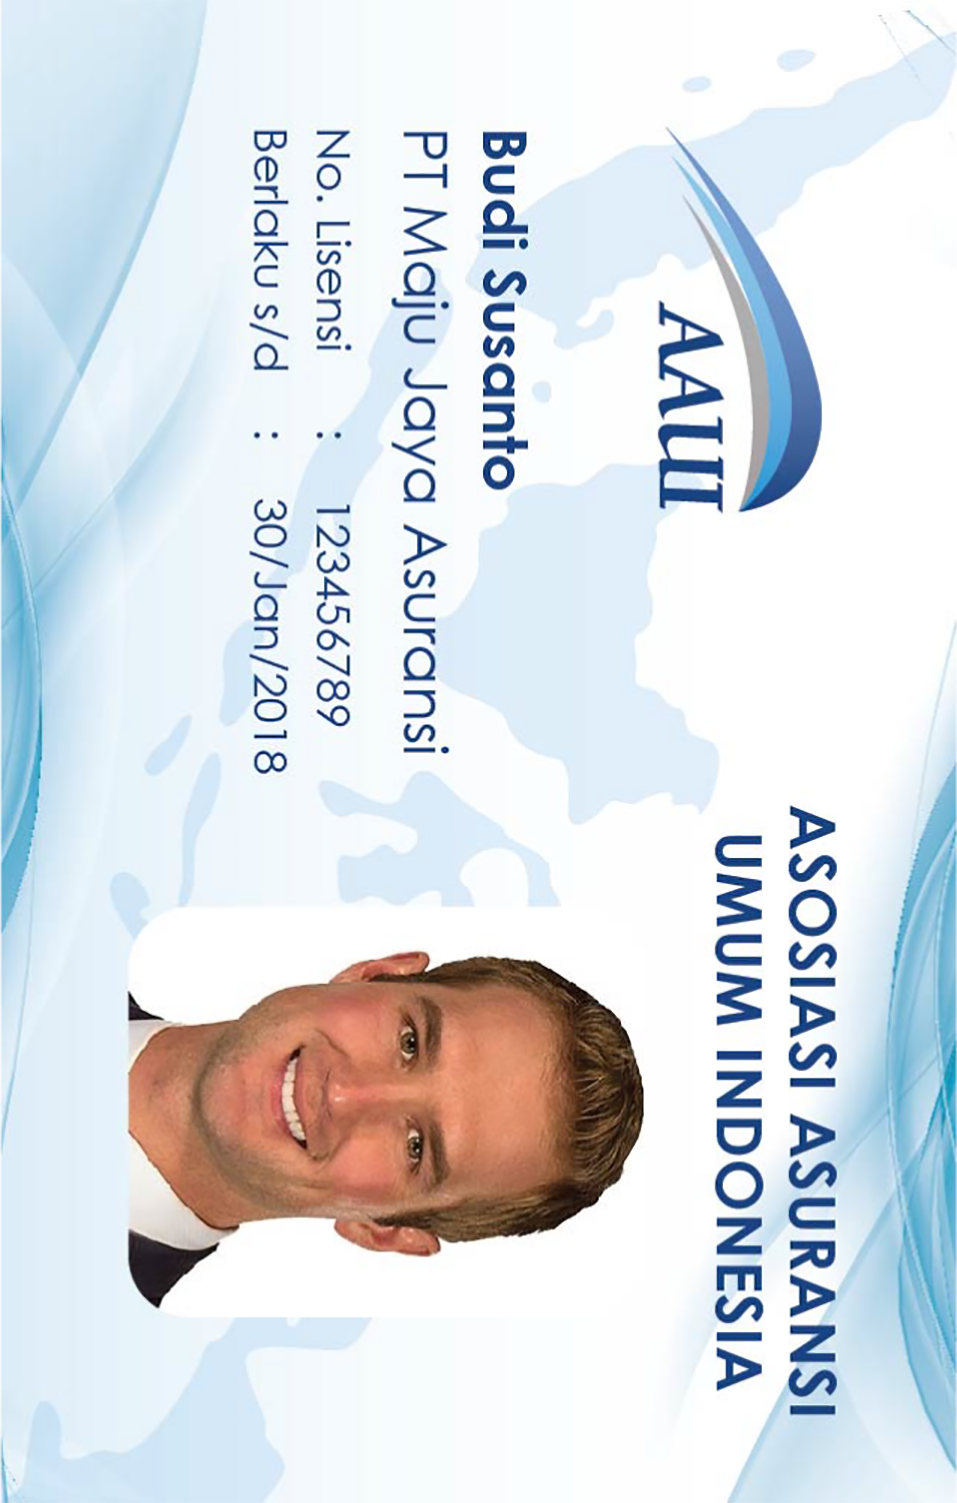 AAUI
ASOSIASI ASURANSI
UMUM INDONESIA
Budi Susanto
PT Maju Jaya Asuransi
No. Lisensi : 123456789
Berlaku s/d : 30/Jan/2018